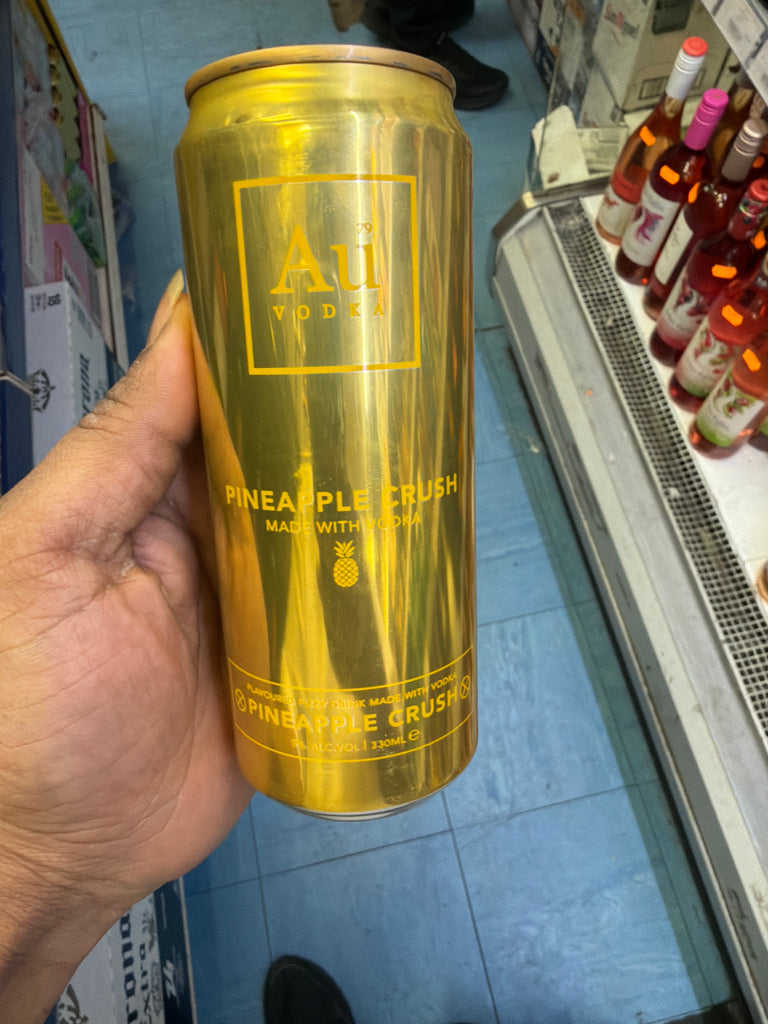 79
Au
VODKA
PINEAPPLE CRUSH
MADE WITH VODKA
FLAVOURED FIZZY DRINK MADE WITH VODKA
PINEAPPLE CRUSH
5% ALC.VOL | 330ML e